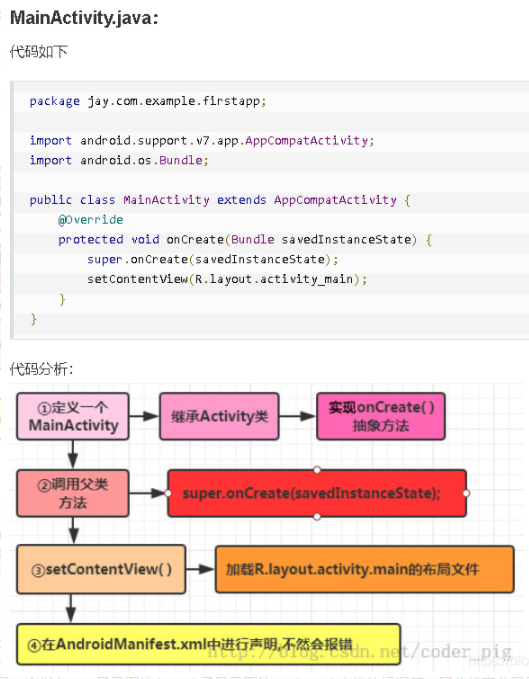 MainActivity.java:
代码如下
package jay.com.example.firstapp;
import android.support.v7.app.AppCompatActivity;
import android.os.Bundle;
public class MainActivity extends AppCompatActivity {
@Override
protected void onCreate(Bundle savedInstanceState) {
super.onCreate(savedInstanceState);
setContentView(R.layout.activity_main);
}
}
代码分析:
①定义一个
MainActivity
继承Activity类
实现onCreate( )
抽象方法
②调用父类
方法
super.onCreate(savedInstanceState);
③setContentView( )
加载R.layout.activity.main的布局文件
④在AndroidManifest.xml中进行声明,不然会报错
http://blog.csdn.net/coder_pig